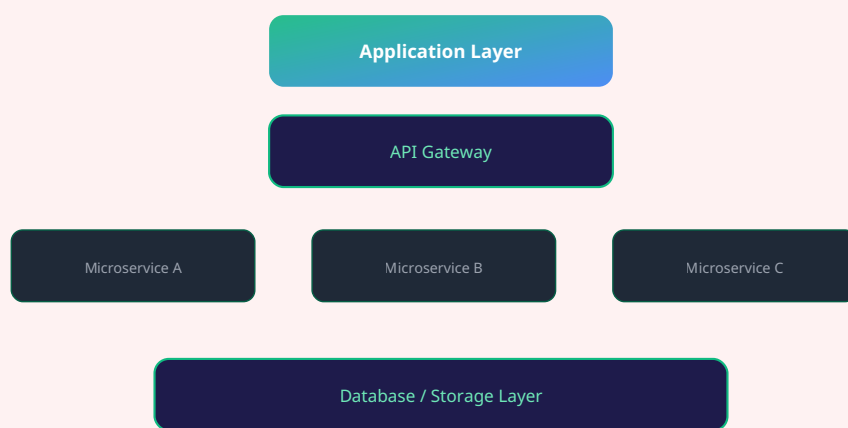 Application Layer
API Gateway
Microservice A
Microservice B
Microservice C
Database / Storage Layer